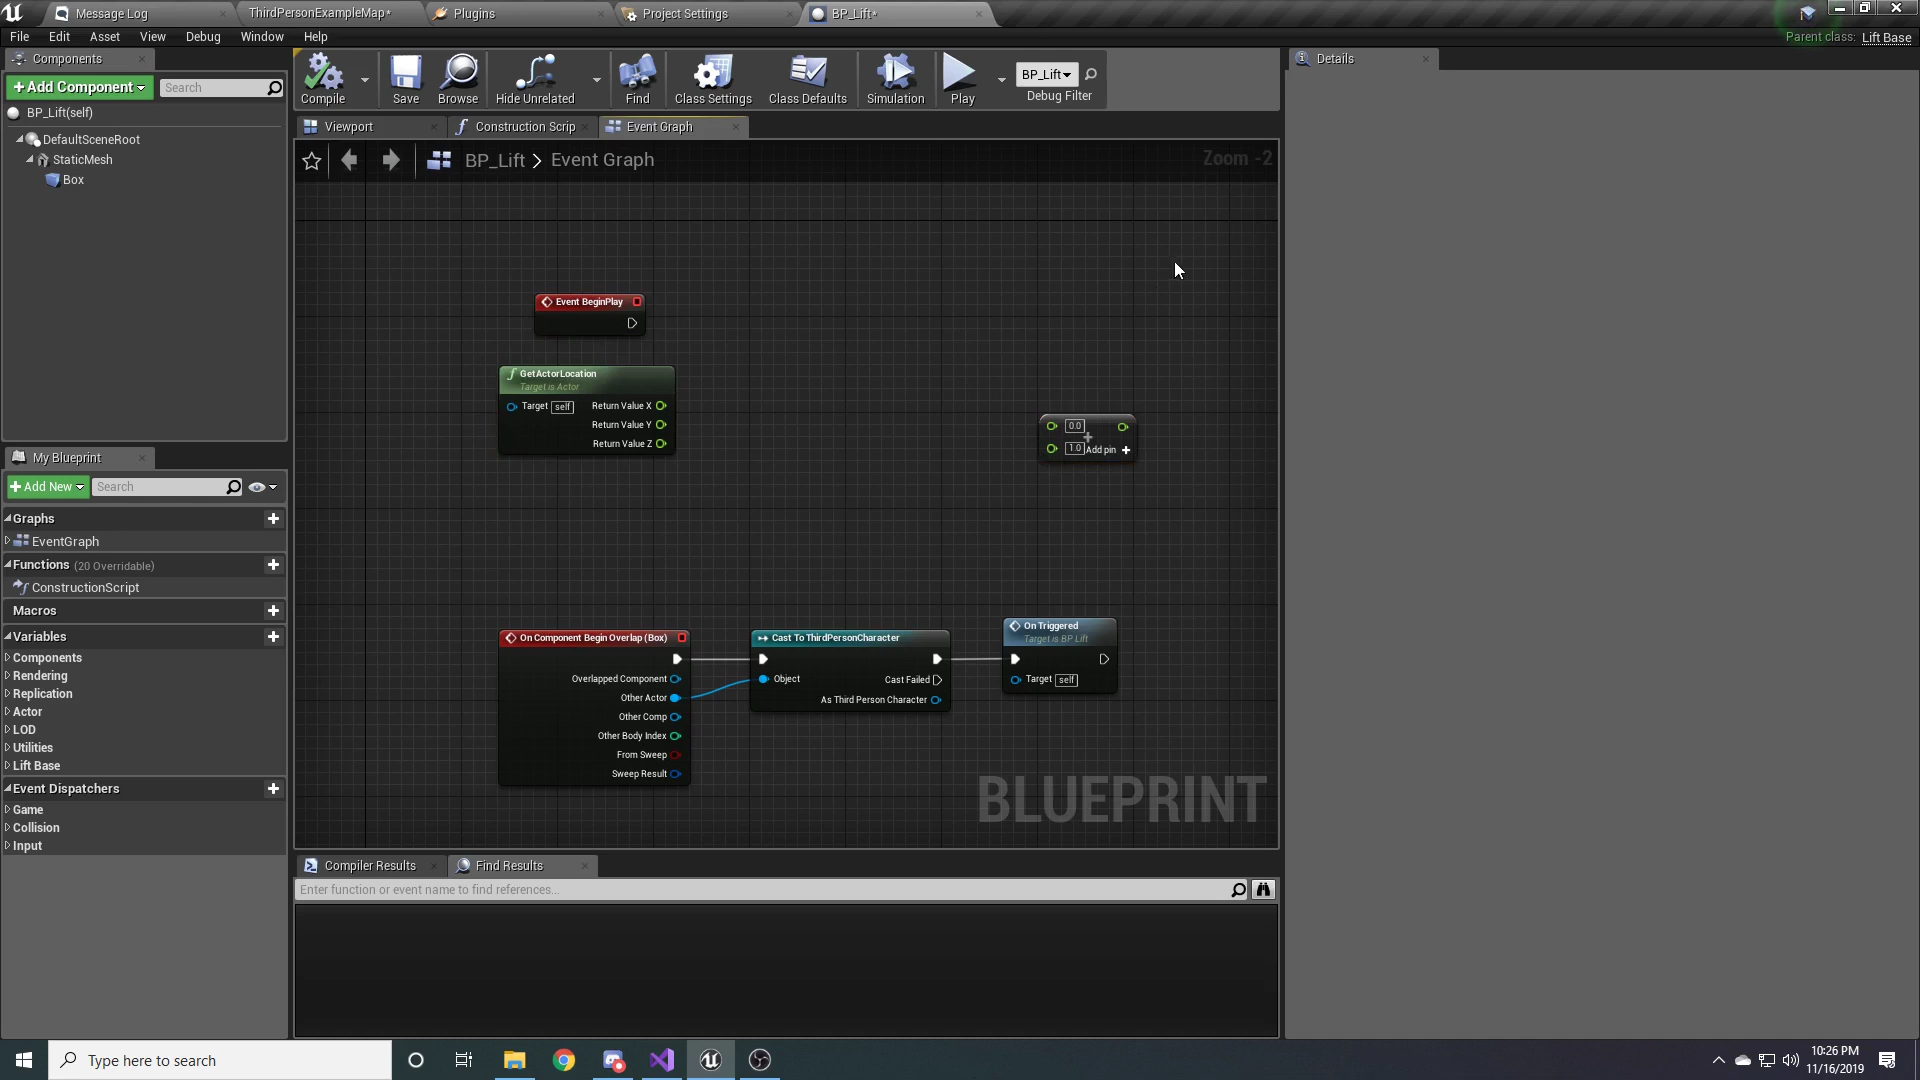 Message Log
ThirdPersonExampleMap*
Plugins
Project Settings
BP_Lift*
File Edit Asset View Debug Window Help
Parent class: Lift Base
Components
+Add Component
Search
BP_Lift(self)
DefaultSceneRoot
StaticMesh
Box
Compile
Save
Browse
Hide Unrelated
Find
Class Settings
Class Defaults
Simulation
Play
BP_Lift
Debug Filter
Details
Viewport
Construction Scrip
Event Graph
BP_Lift > Event Graph
Zoom -2
Event BeginPlay
GetActorLocation
Target is Actor
Target self
Return Value X
Return Value Y
Return Value Z
0.0
1.0 Add pin +
On Component Begin Overlap (Box)
Overlapped Component
Other Actor
Other Comp
Other Body Index
From Sweep
Sweep Result
Cast To ThirdPersonCharacter
Object
Cast Failed
As Third Person Character
On Triggered
Target is BP Lift
Target self
BLUEPRINT
My Blueprint
+Add New
Search
Graphs
EventGraph
Functions (20 Overridable)
ConstructionScript
Macros
Variables
Components
Rendering
Replication
Actor
LOD
Utilities
Lift Base
Event Dispatchers
Game
Collision
Input
Compiler Results
Find Results
Enter function or event name to find references...
Type here to search
10:26 PM
11/16/2019